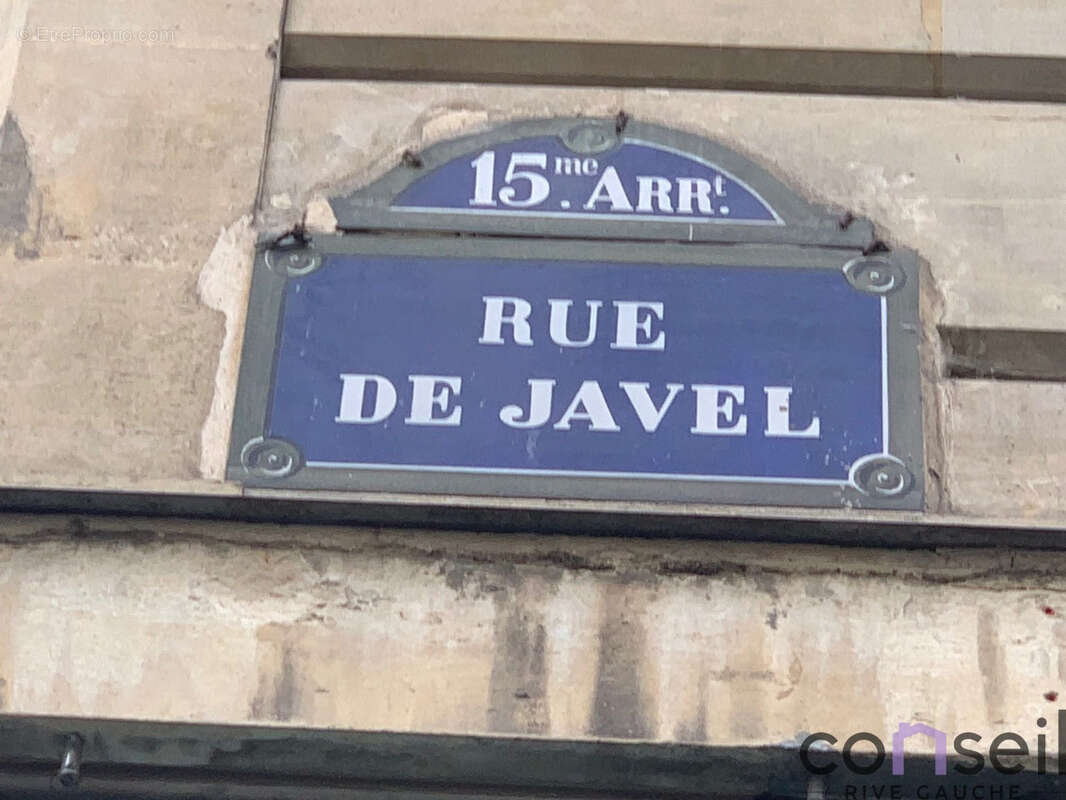 © EtreProprio.com
15me. ARRt.
RUE
DE JAVEL
conseil
RIVE GAUCHE